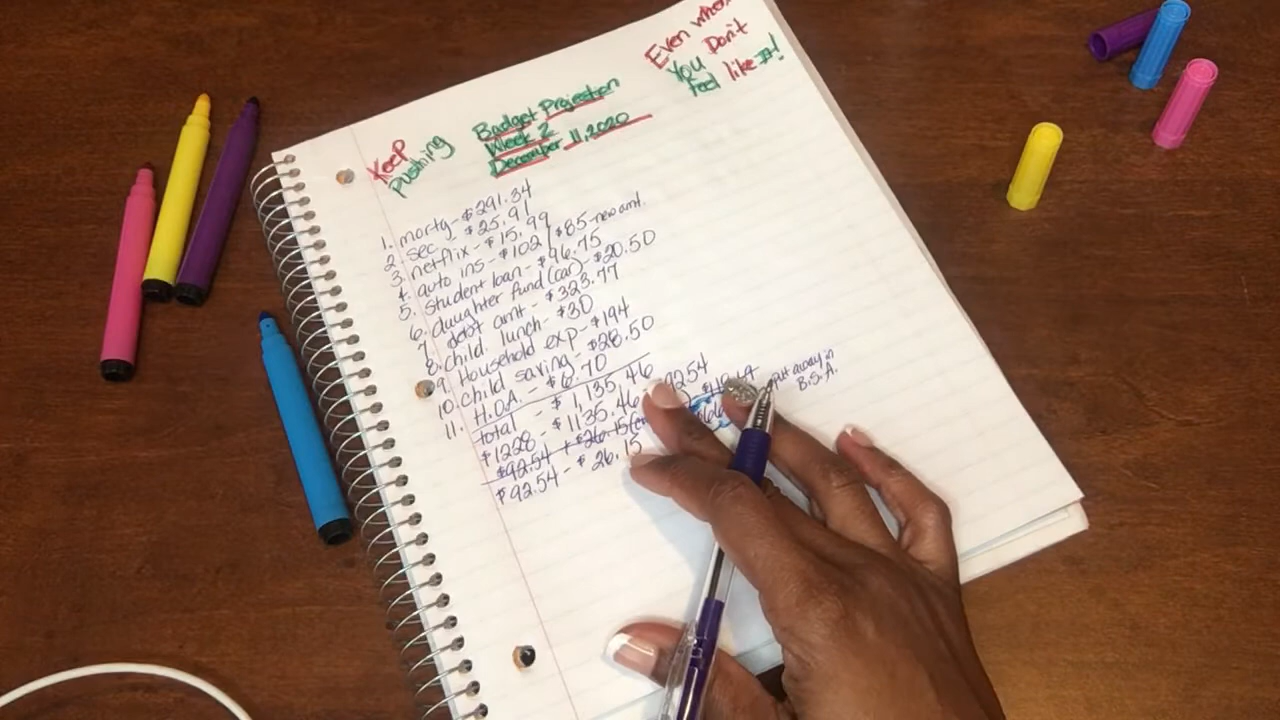 Keep
Pushing
Budget Projection
Week 2
December 11, 2020
Even when
You Don't
Feel like it!
1. mortg - $291.34
2. sec. - $25.91
3. netflix - $15.99
4. auto ins - $102 / $85 - new amt.
5. student loan - $96.75
6. daughter fund (car) - $20.50
7. debt amt - $323.77
8. child. lunch - $30
9. Household exp - $194
10. child saving - $28.50
11. H.O.A. - $6.70
total - $1,135.46
$1228 - $1135.46 9254
$92.54 + $26.15
put away in
B.S.A.
$92.54 - $26.15